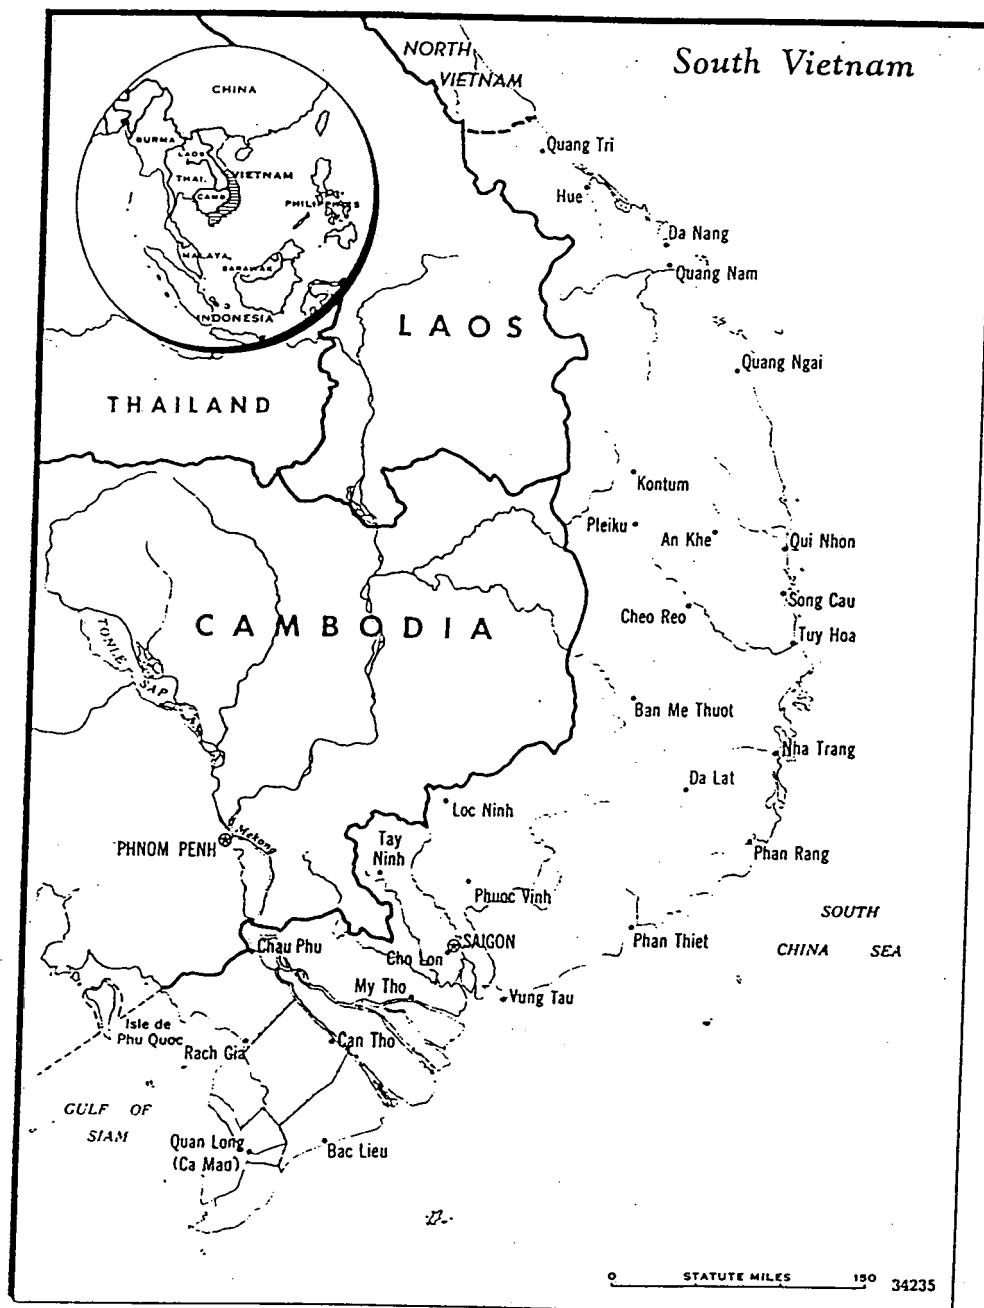 South Vietnam
NORTH
VIETNAM
CHINA
BURMA
LAOS
THAI.
VIETNAM
CAMB
PHILIPPINES
MALAYA
SARAWAK
INDONESIA
Quang Tri
Hue
Da Nang
Quang Nam
LAOS
THAILAND
Quang Ngai
Kontum
Pleiku
An Khe
Qui Nhon
CAMBODIA
Song Cau
Cheo Reo
Tuy Hoa
TONLE
SAP
Ban Me Thuot
Nha Trang
Da Lat
Loc Ninh
Mekong
PHNOM PENH
Tay
Ninh
Phan Rang
Phuoc Vinh
SOUTH
CHINA SEA
Phan Thiet
SAIGON
Chau Phu
Cho Lon
My Tho
Vung Tau
Isle de
Phu Quoc
Rach Gia
Can Tho
GULF OF
SIAM
Quan Long
(Ca Mau)
Bac Lieu
0 STATUTE MILES 150
34235